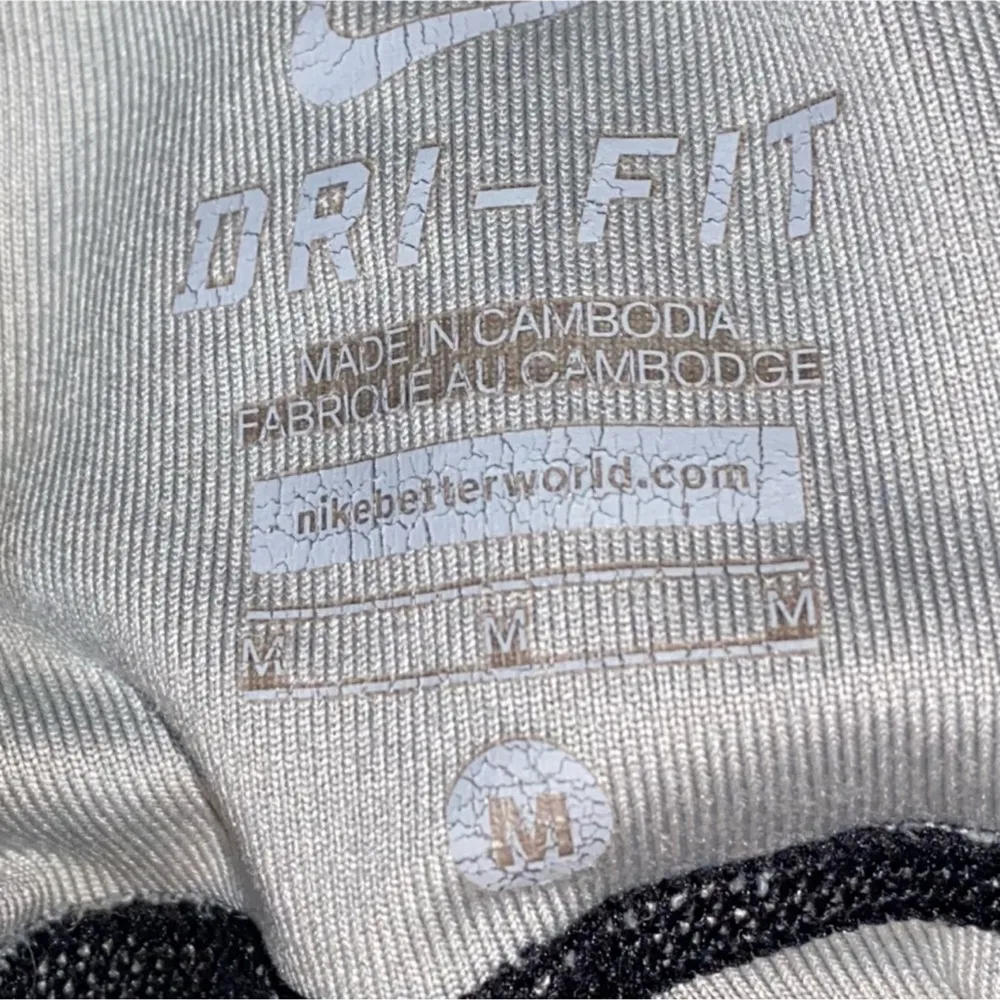 DRI-FIT
MADE IN CAMBODIA
FABRIQUE AU CAMBODGE
nikebetterworld.com
M M M
M